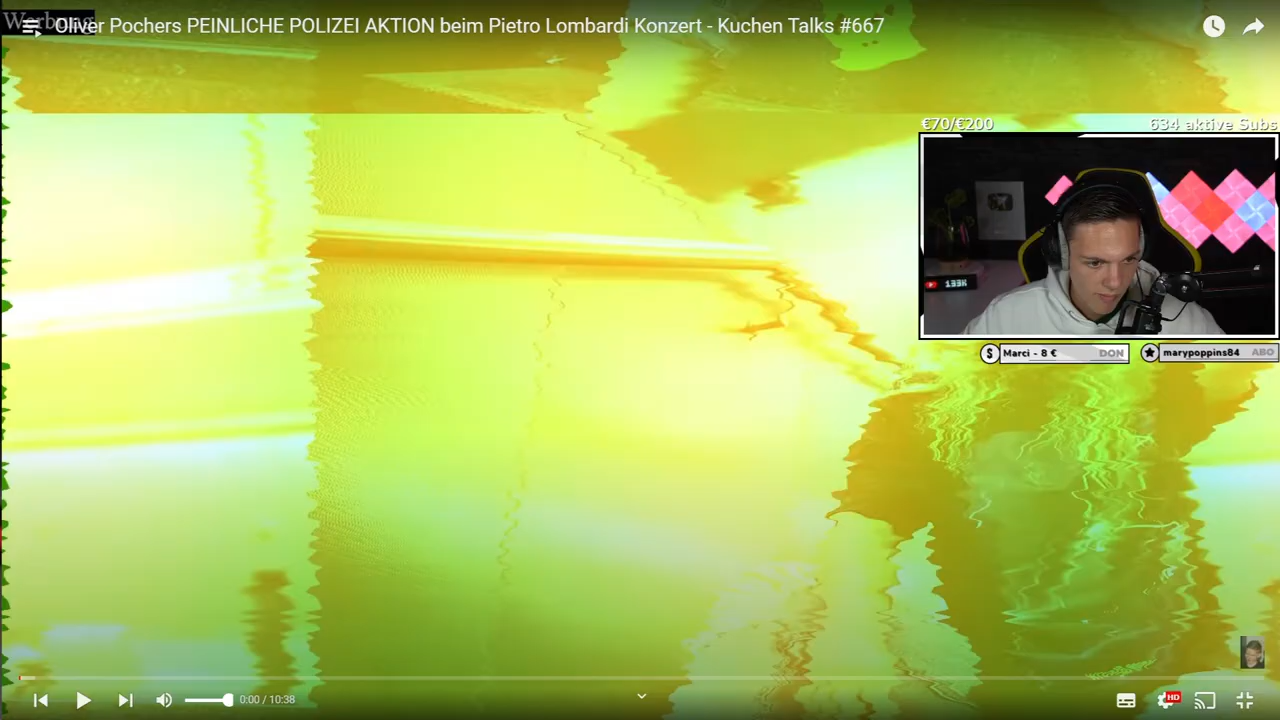 Werbung
Oliver Pochers PEINLICHE POLIZEI AKTION beim Pietro Lombardi Konzert - Kuchen Talks #667
€70/€200
634 aktive Subs
133K
Marci - 8 €
DON
marypoppins84
ABO
0:00 / 10:38
HD